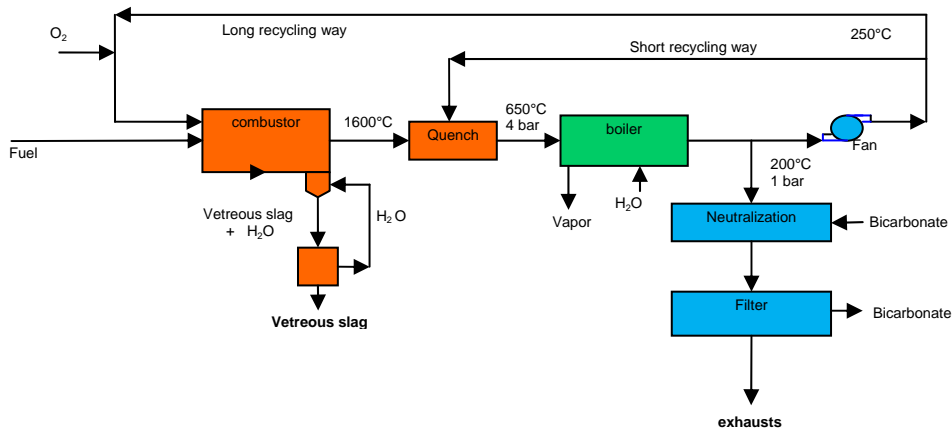 O₂
Long recycling way
250°C
Short recycling way
combustor
1600°C
Quench
650°C
4 bar
boiler
Fan
Fuel
200°C
1 bar
Vapor
H₂O
Vetreous slag
+ H₂O
H₂ O
Neutralization
Bicarbonate
Filter
Bicarbonate
Vetreous slag
exhausts